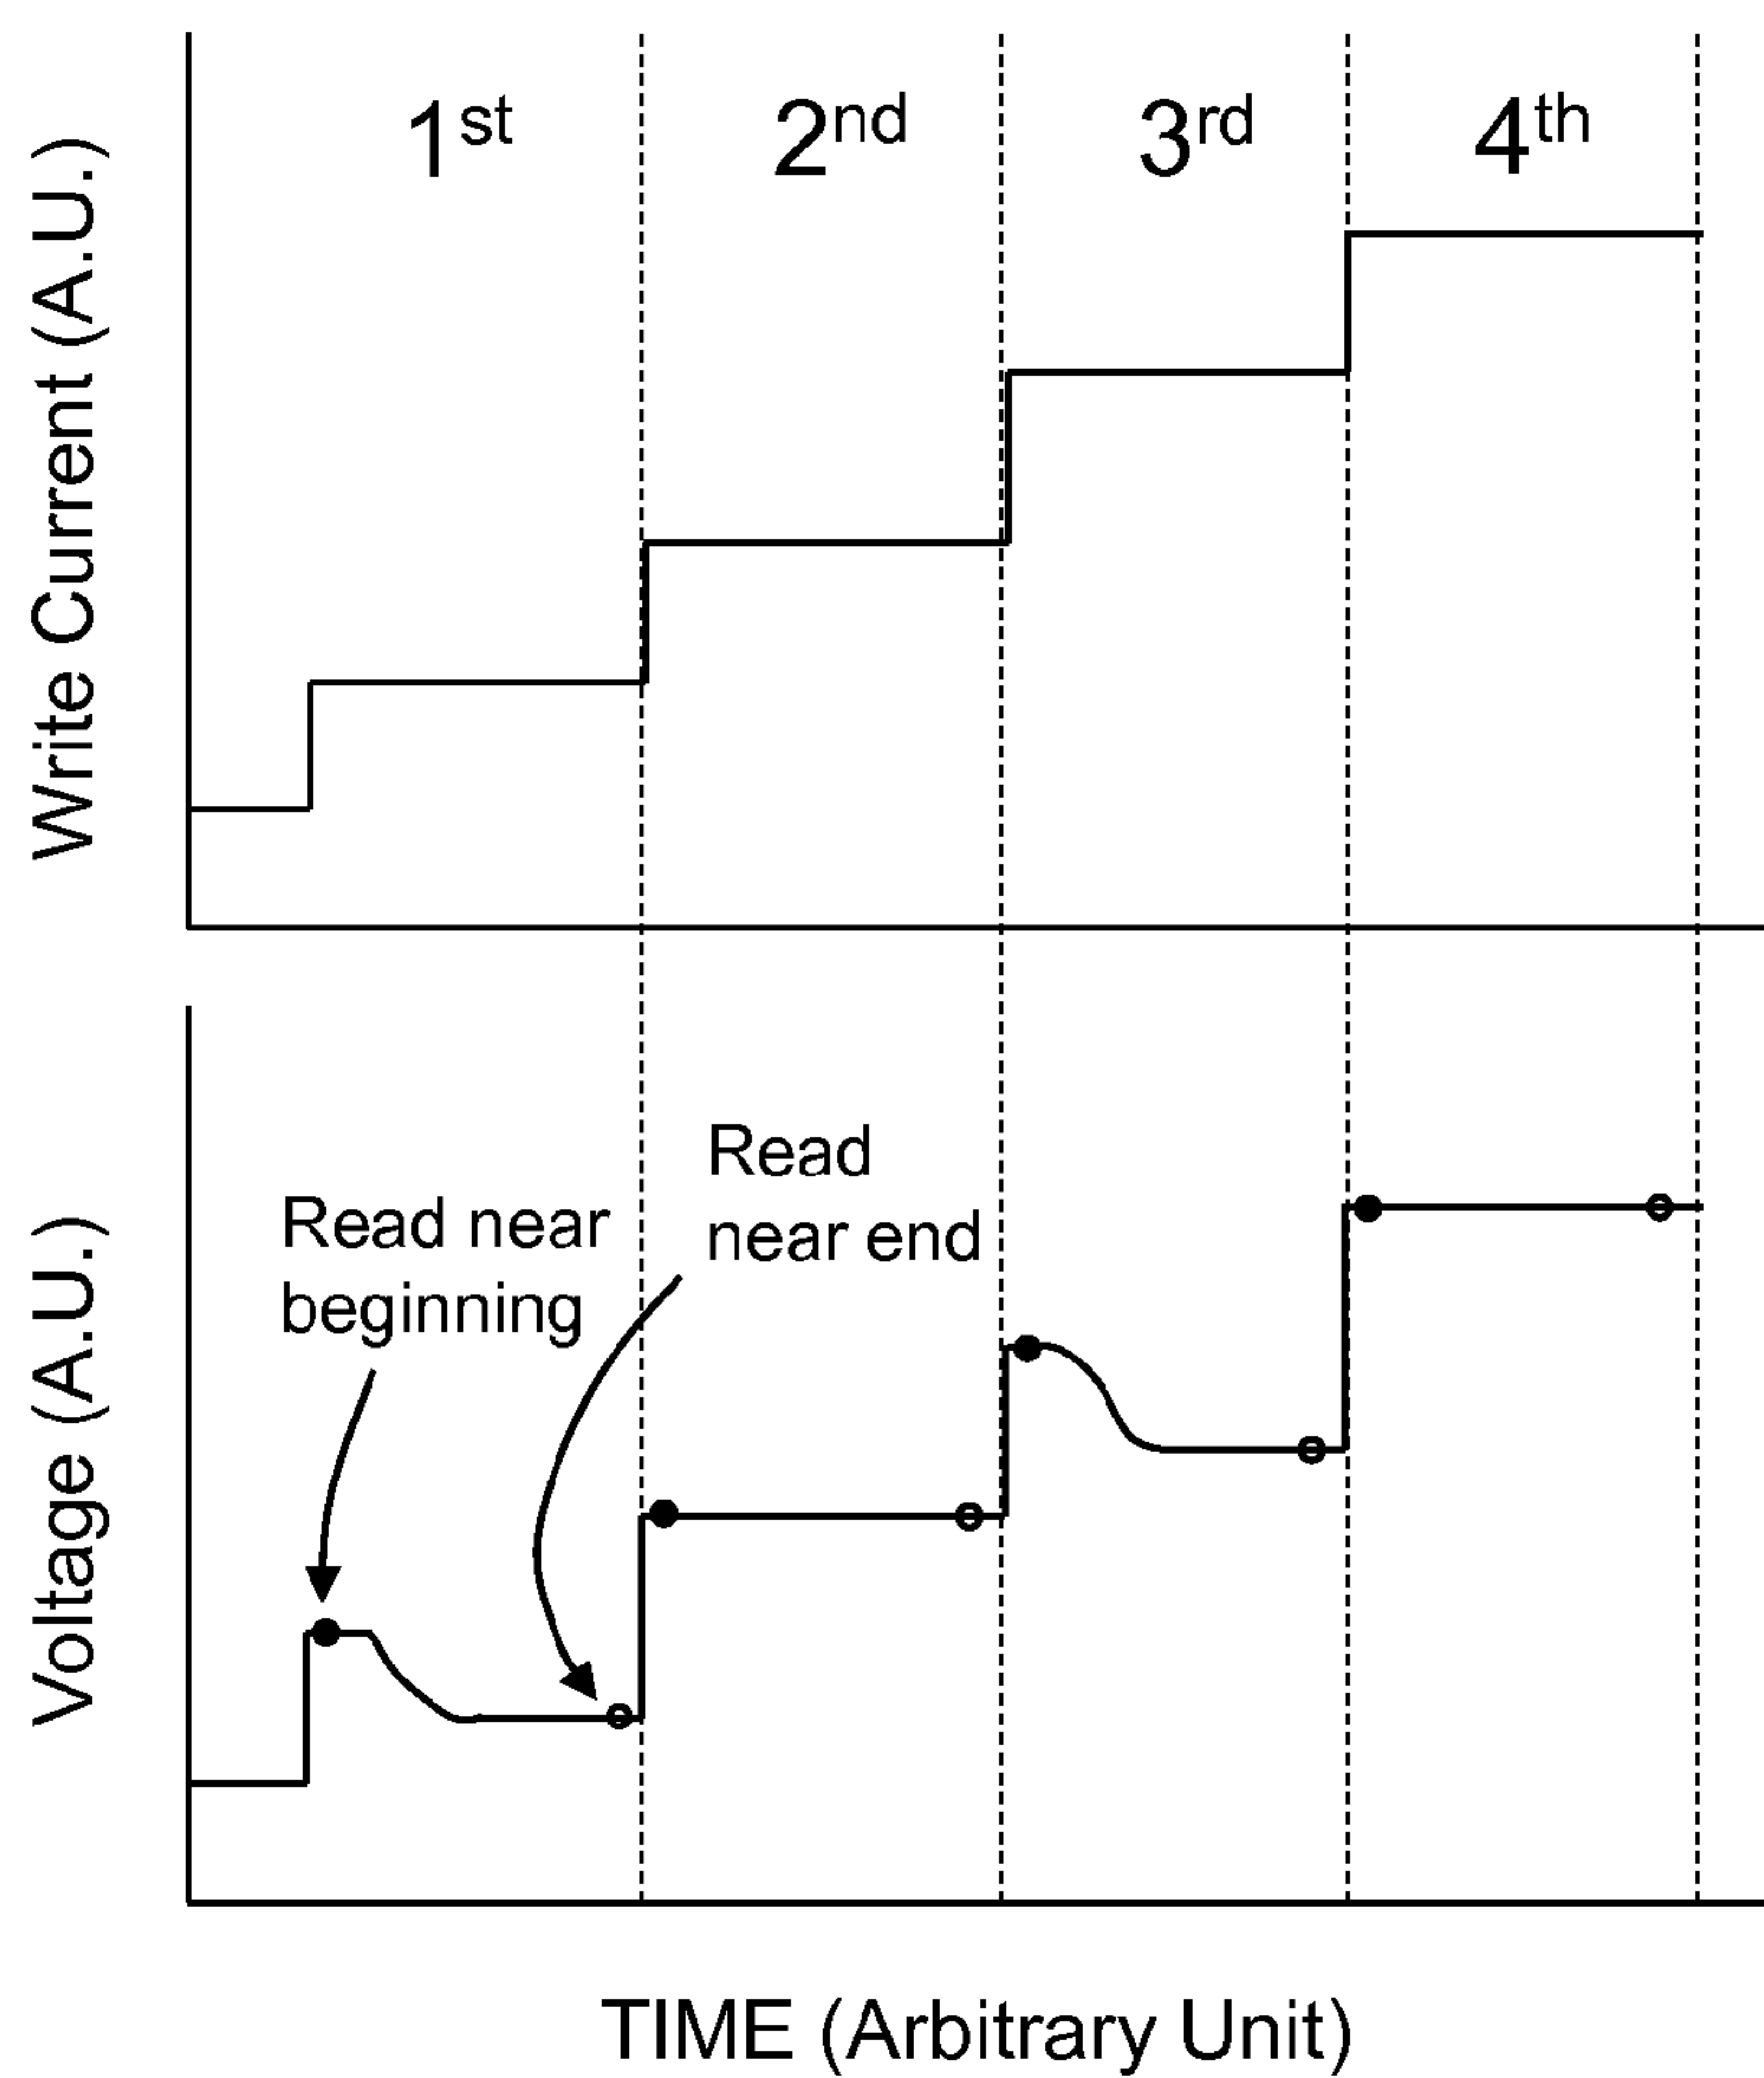 Write Current (A.U.)
1st
2nd
3rd
4th
Voltage (A.U.)
Read near
beginning
Read
near end
TIME (Arbitrary Unit)